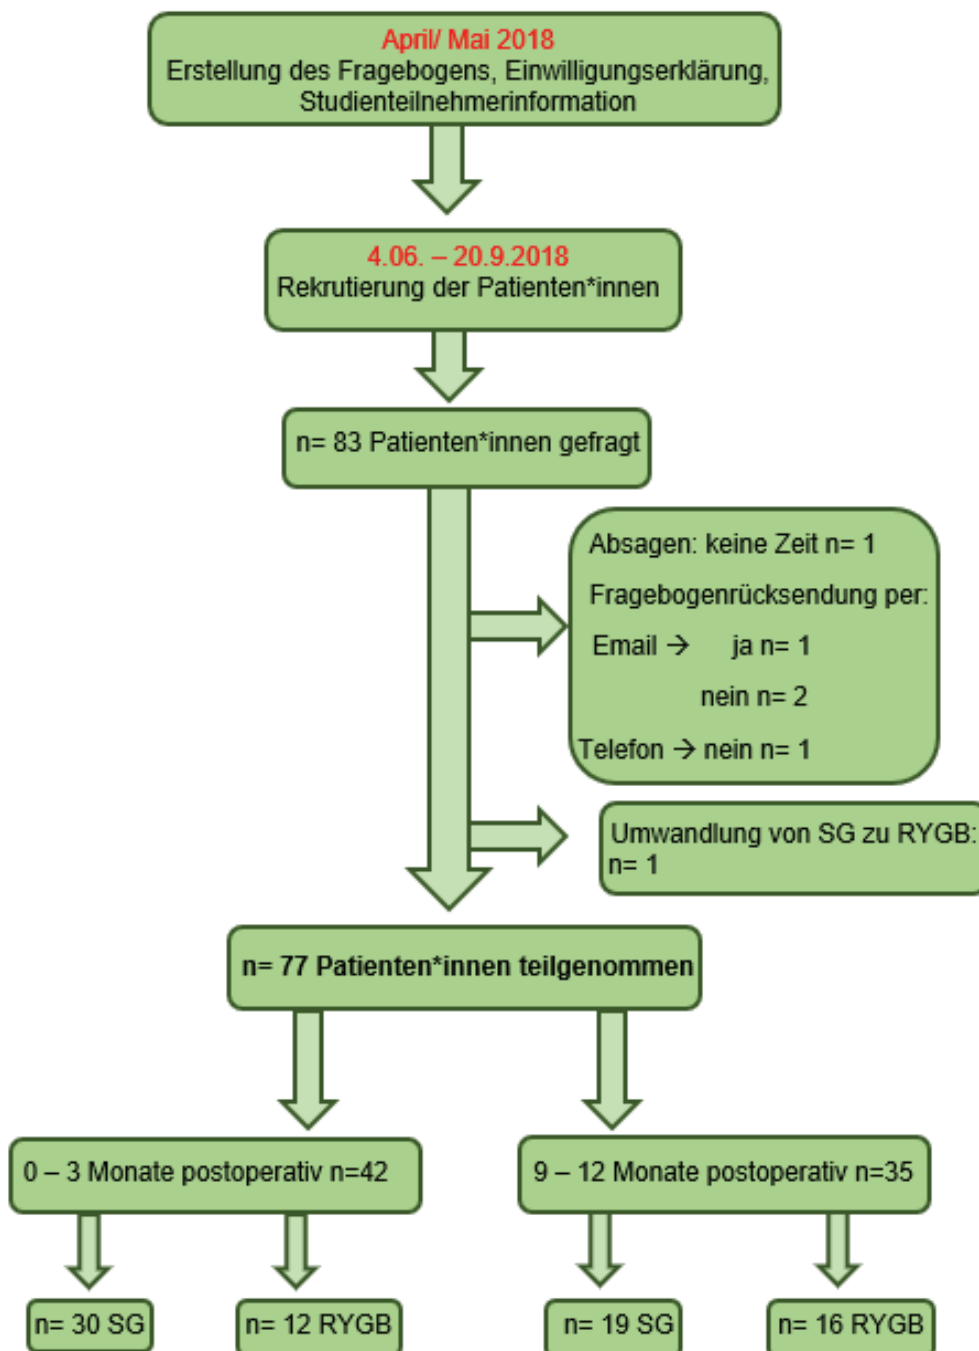 April/ Mai 2018
Erstellung des Fragebogens, Einwilligungserklärung,
Studienteilnehmerinformation
4.06. – 20.9.2018
Rekrutierung der Patienten*innen
n= 83 Patienten*innen gefragt
Absagen: keine Zeit n= 1
Fragebogenrücksendung per:
Email → ja n= 1
nein n= 2
Telefon → nein n= 1
Umwandlung von SG zu RYGB:
n= 1
n= 77 Patienten*innen teilgenommen
0 – 3 Monate postoperativ n=42
9 – 12 Monate postoperativ n=35
n= 30 SG
n= 12 RYGB
n= 19 SG
n= 16 RYGB